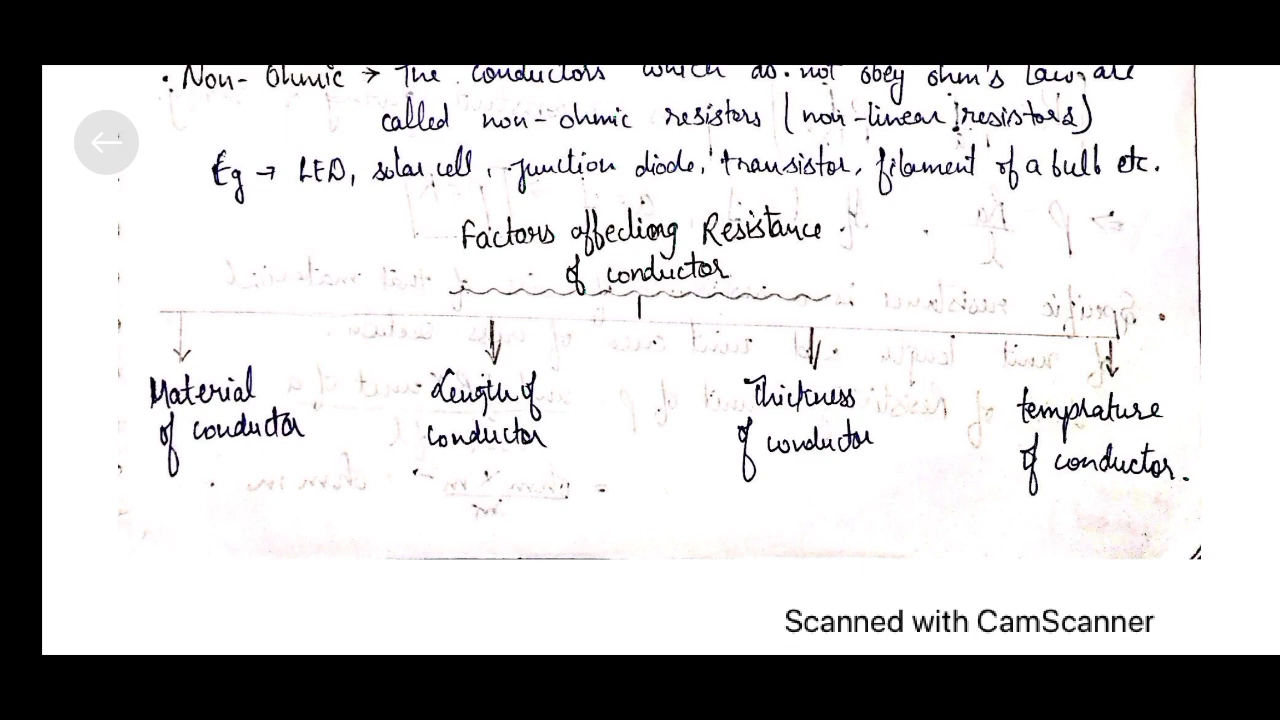 • Non- Ohmic → The conductors which do not obey ohm's Law are
called non-ohmic resistors (non-linear resistors)
Eg → LED, solar cell, junction diode, transistor, filament of a bulb etc.
Factors affecting Resistance
of conductor
Material Length of Thickness temprature
of conductor conductor of conductor of conductor.
Scanned with CamScanner